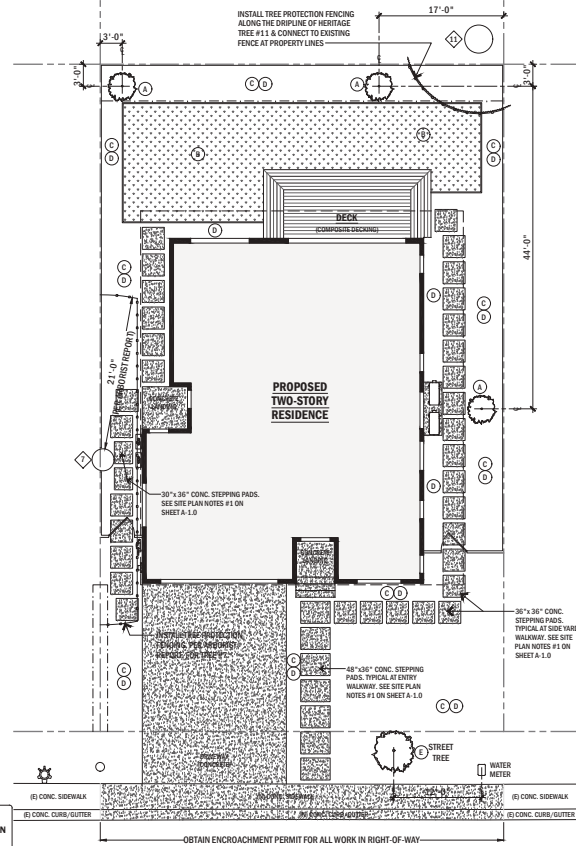 INSTALL TREE PROTECTION FENCING
ALONG THE DRIPLINE OF HERITAGE
TREE #11 & CONNECT TO EXISTING
FENCE AT PROPERTY LINES
17'-0"
11
3'-0"
3'-0"
3'-0"
A
C D
A
C
D
B
B
C
D
D
DECK
(COMPOSITE DECKING)
44'-0"
C
D
D
C
D
21'-0"
(PER ARBORIST REPORT)
PROPOSED
TWO-STORY
RESIDENCE
A
7
C
D
D
30"x 36" CONC. STEPPING PADS.
SEE SITE PLAN NOTES #1 ON
SHEET A-1.0
CONCRETE
C D
36"x 36" CONC.
STEPPING PADS.
TYPICAL AT SIDE YARD
WALKWAY. SEE SITE
PLAN NOTES #1 ON
SHEET A-1.0
INSTALL TREE PROTECTION
FENCING, PER ARBORIST
REPORT, FOR TREE #7
C
D
C
D
48"x36" CONC. STEPPING
PADS. TYPICAL AT ENTRY
WALKWAY. SEE SITE PLAN
NOTES #1 ON SHEET A-1.0
C D
E
STREET
TREE
WATER
METER
(E) CONC. SIDEWALK
(E) CONC. SIDEWALK
(E) CONC. CURB/GUTTER
(E) CONC. CURB/GUTTER
N
OBTAIN ENCROACHMENT PERMIT FOR ALL WORK IN RIGHT-OF-WAY